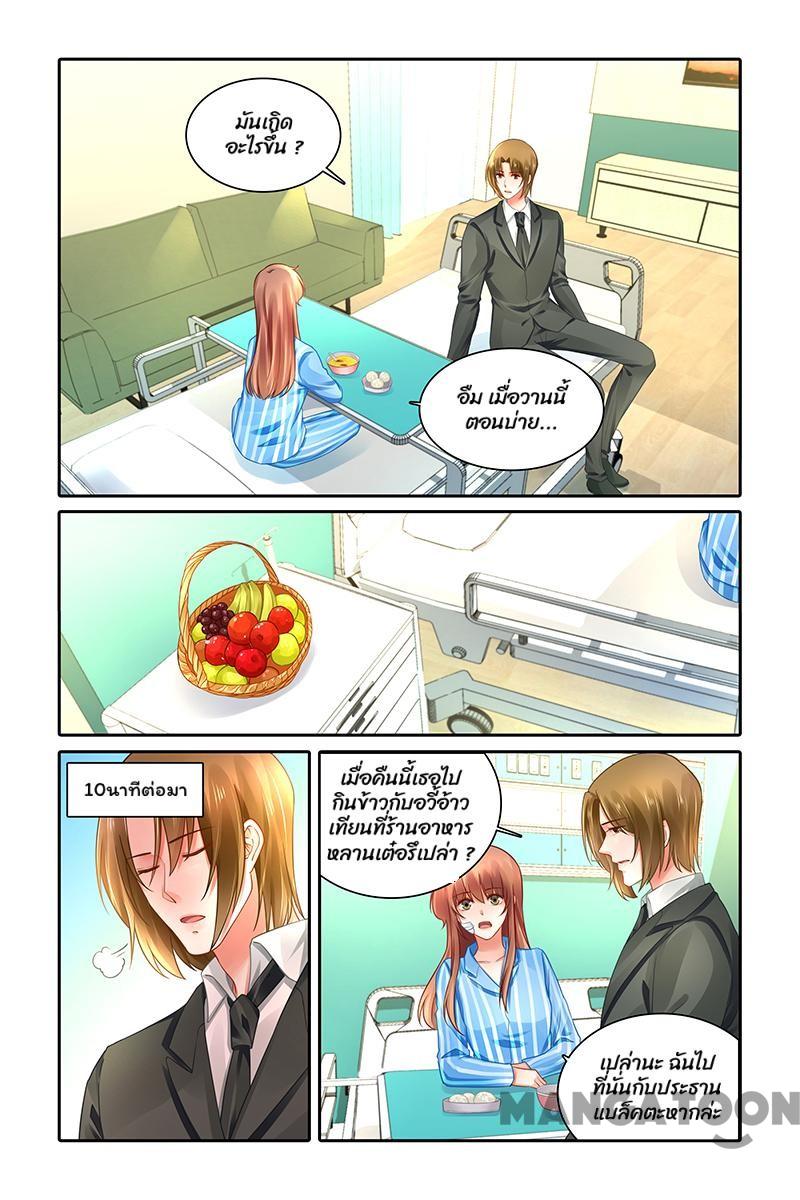 มันเกิด
อะไรขึ้น ?
อืม เมื่อวานนี้
ตอนบ่าย...
10นาทีต่อมา
เมื่อคืนนี้เธอไป
กินข้าวกับอวี้อ้าว
เทียนที่ร้านอาหาร
หลานเต๋อรึเปล่า ?
เปล่านะ ฉันไป
ที่นั่นกับประธาน
แบล็คตะหากล่ะ
MANGATOON